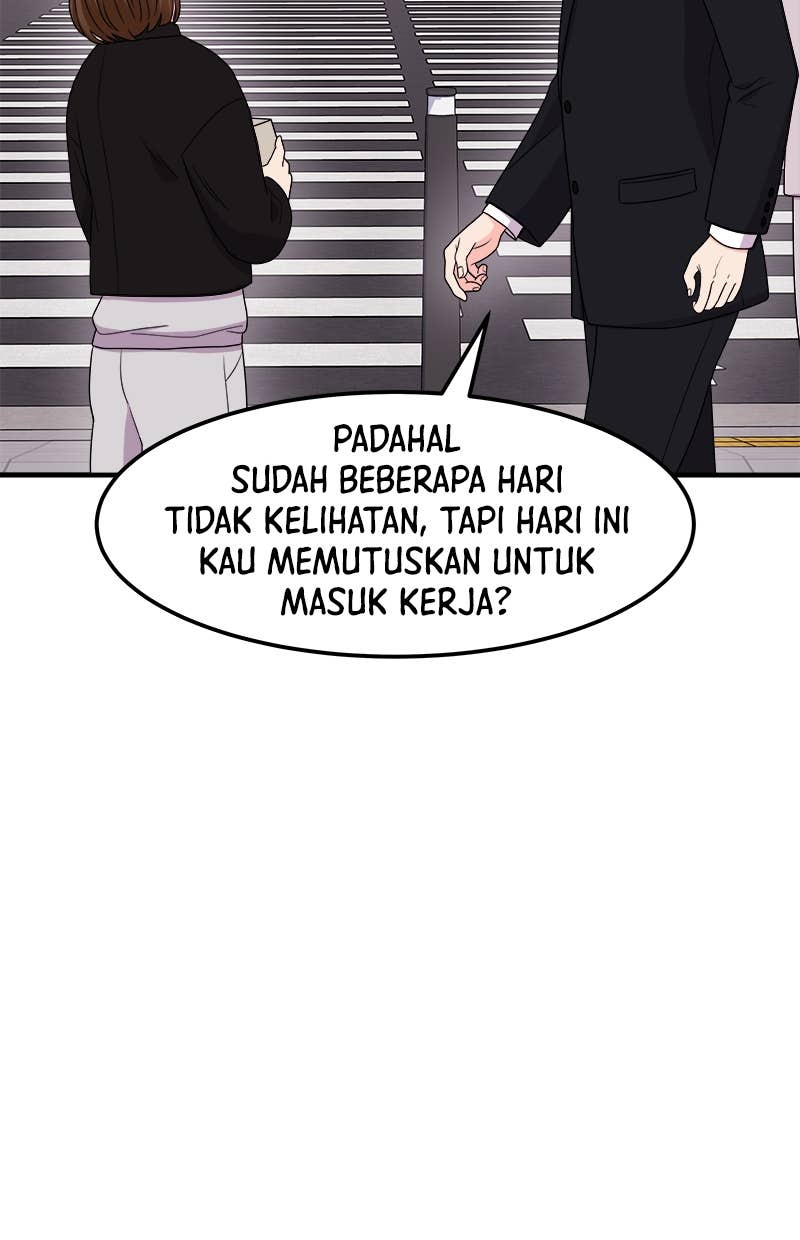 PADAHAL
SUDAH BEBERAPA HARI
TIDAK KELIHATAN, TAPI HARI INI
KAU MEMUTUSKAN UNTUK
MASUK KERJA?